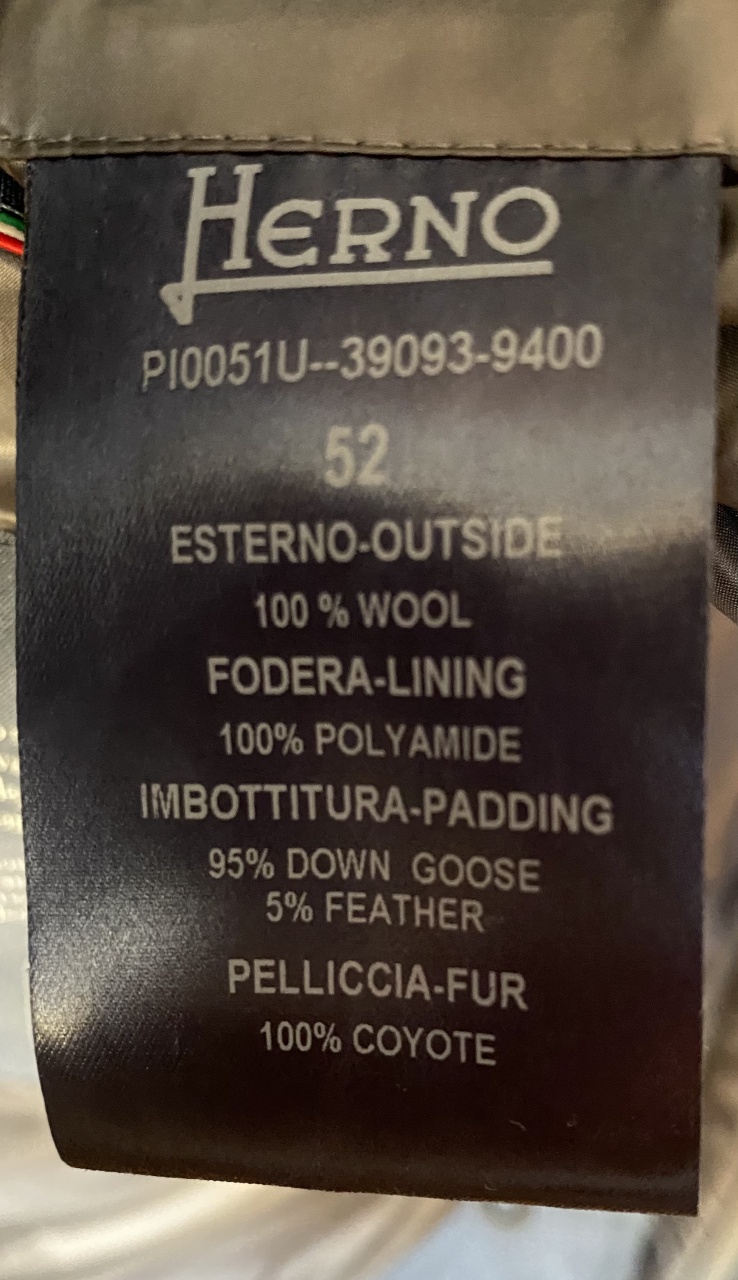 HERNO
PI0051U--39093-9400
52
ESTERNO-OUTSIDE
100 % WOOL
FODERA-LINING
100% POLYAMIDE
IMBOTTITURA-PADDING
95% DOWN GOOSE
5% FEATHER
PELLICCIA-FUR
100% COYOTE